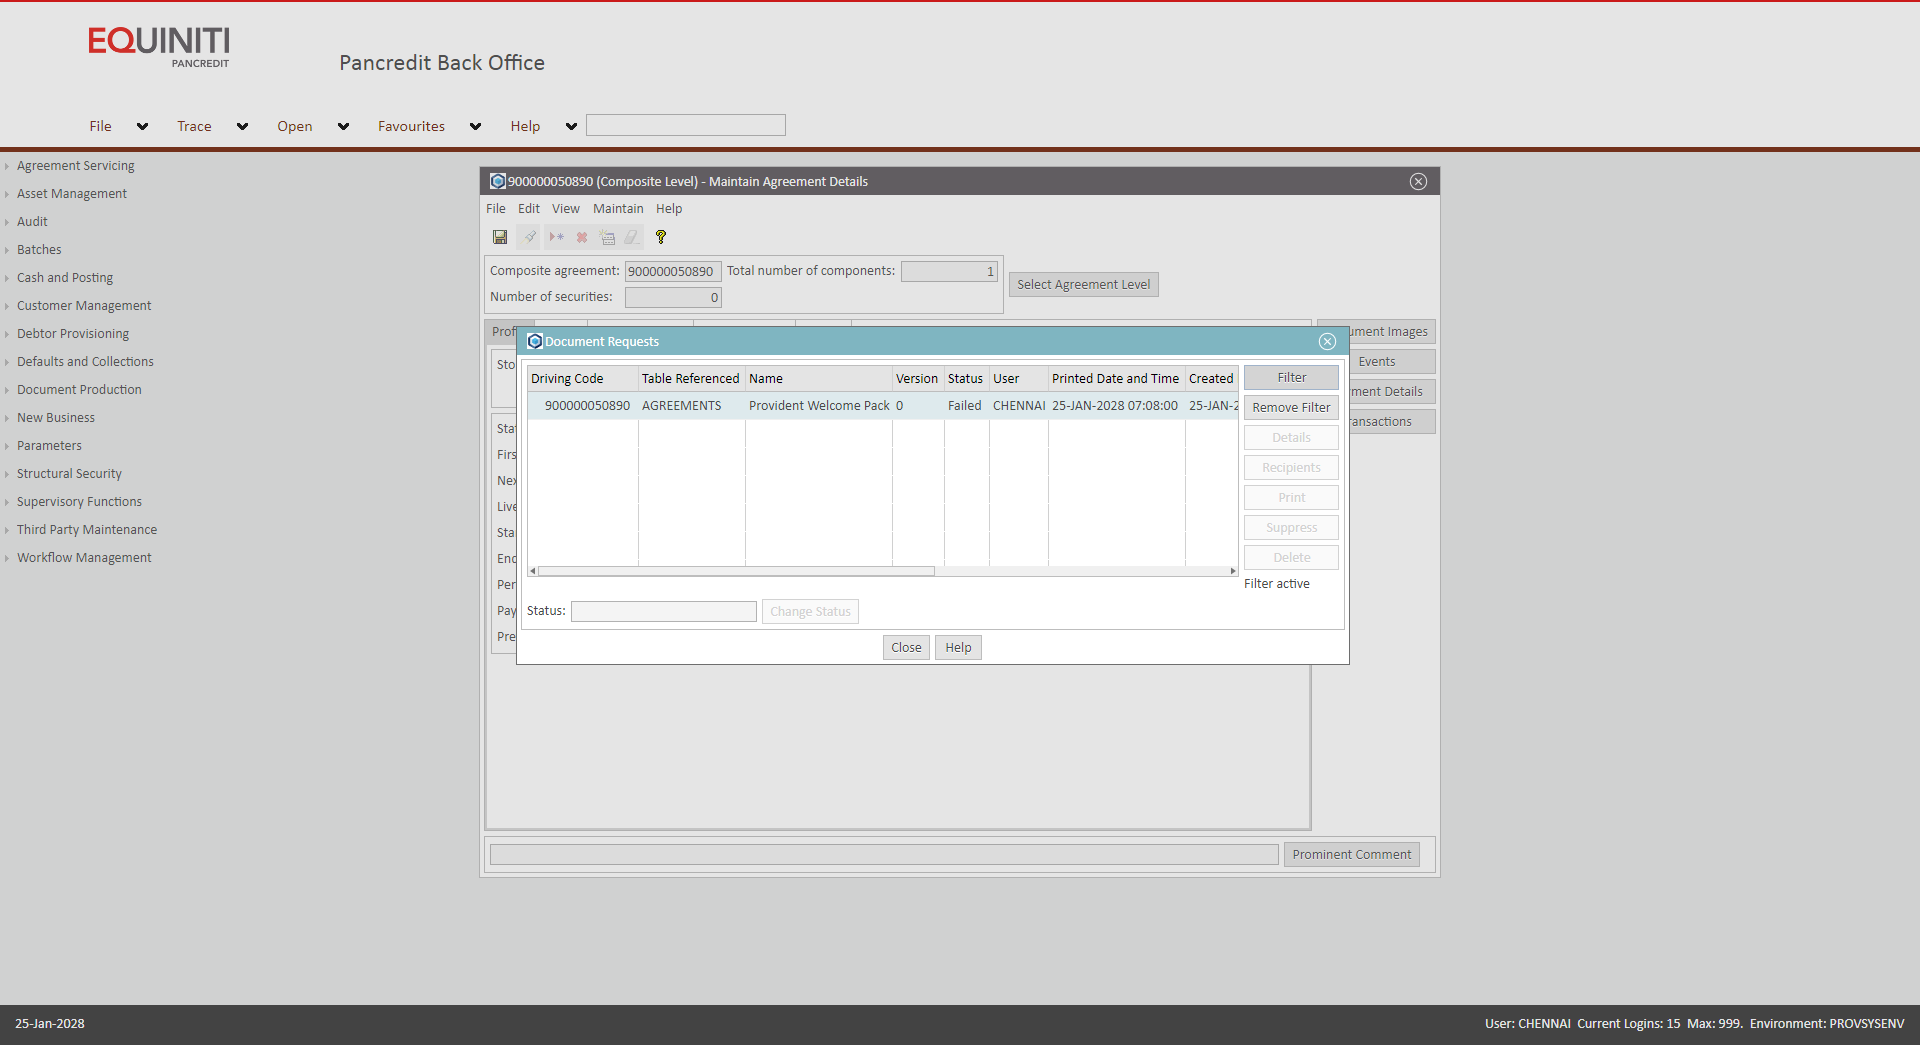 EQUINITI
PANCREDIT
Pancredit Back Office
File Trace Open Favourites Help
Agreement Servicing
Asset Management
Audit
Batches
Cash and Posting
Customer Management
Debtor Provisioning
Defaults and Collections
Document Production
New Business
Parameters
Structural Security
Supervisory Functions
Third Party Maintenance
Workflow Management
900000050890 (Composite Level) - Maintain Agreement Details
File Edit View Maintain Help
Composite agreement: 900000050890 Total number of components: 1
Number of securities: 0
Select Agreement Level
Prof
ument Images
Events
ment Details
ansactions
Sto
Sta
Firs
Nex
Live
Sta
End
Per
Pay
Pre
Document Requests
Driving Code Table Referenced Name Version Status User Printed Date and Time Created
900000050890 AGREEMENTS Provident Welcome Pack 0 Failed CHENNAI 25-JAN-2028 07:08:00 25-JAN-2
Filter
Remove Filter
Details
Recipients
Print
Suppress
Delete
Filter active
Status: Change Status
Close Help
Prominent Comment
25-Jan-2028
User: CHENNAI Current Logins: 15 Max: 999. Environment: PROVSYSENV